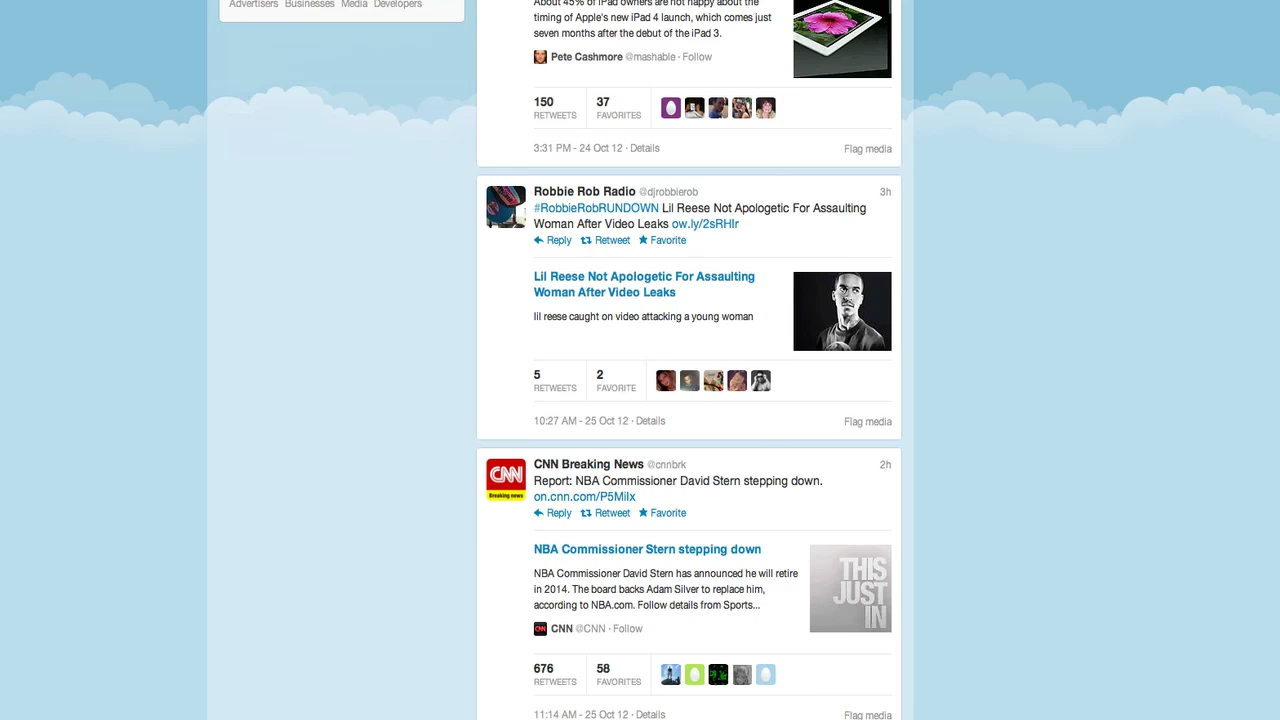 Advertisers Businesses Media Developers
About 45% of iPad owners are not happy about the
timing of Apple's new iPad 4 launch, which comes just
seven months after the debut of the iPad 3.
Pete Cashmore @mashable · Follow
150 37
RETWEETS FAVORITES
3:31 PM - 24 Oct 12 · Details Flag media
Robbie Rob Radio @djrobbierob 3h
#RobbieRobRUNDOWN Lil Reese Not Apologetic For Assaulting
Woman After Video Leaks ow.ly/2sRHIr
Reply Retweet Favorite
Lil Reese Not Apologetic For Assaulting
Woman After Video Leaks
lil reese caught on video attacking a young woman
5 2
RETWEETS FAVORITE
10:27 AM - 25 Oct 12 · Details Flag media
CNN Breaking News @cnnbrk 2h
CNN
Breaking news
Report: NBA Commissioner David Stern stepping down.
on.cnn.com/P5Milx
Reply Retweet Favorite
NBA Commissioner Stern stepping down
NBA Commissioner David Stern has announced he will retire
in 2014. The board backs Adam Silver to replace him,
according to NBA.com. Follow details from Sports...
THIS
JUST
IN
CNN CNN @CNN · Follow
676 58
RETWEETS FAVORITES
11:14 AM - 25 Oct 12 · Details Flag media